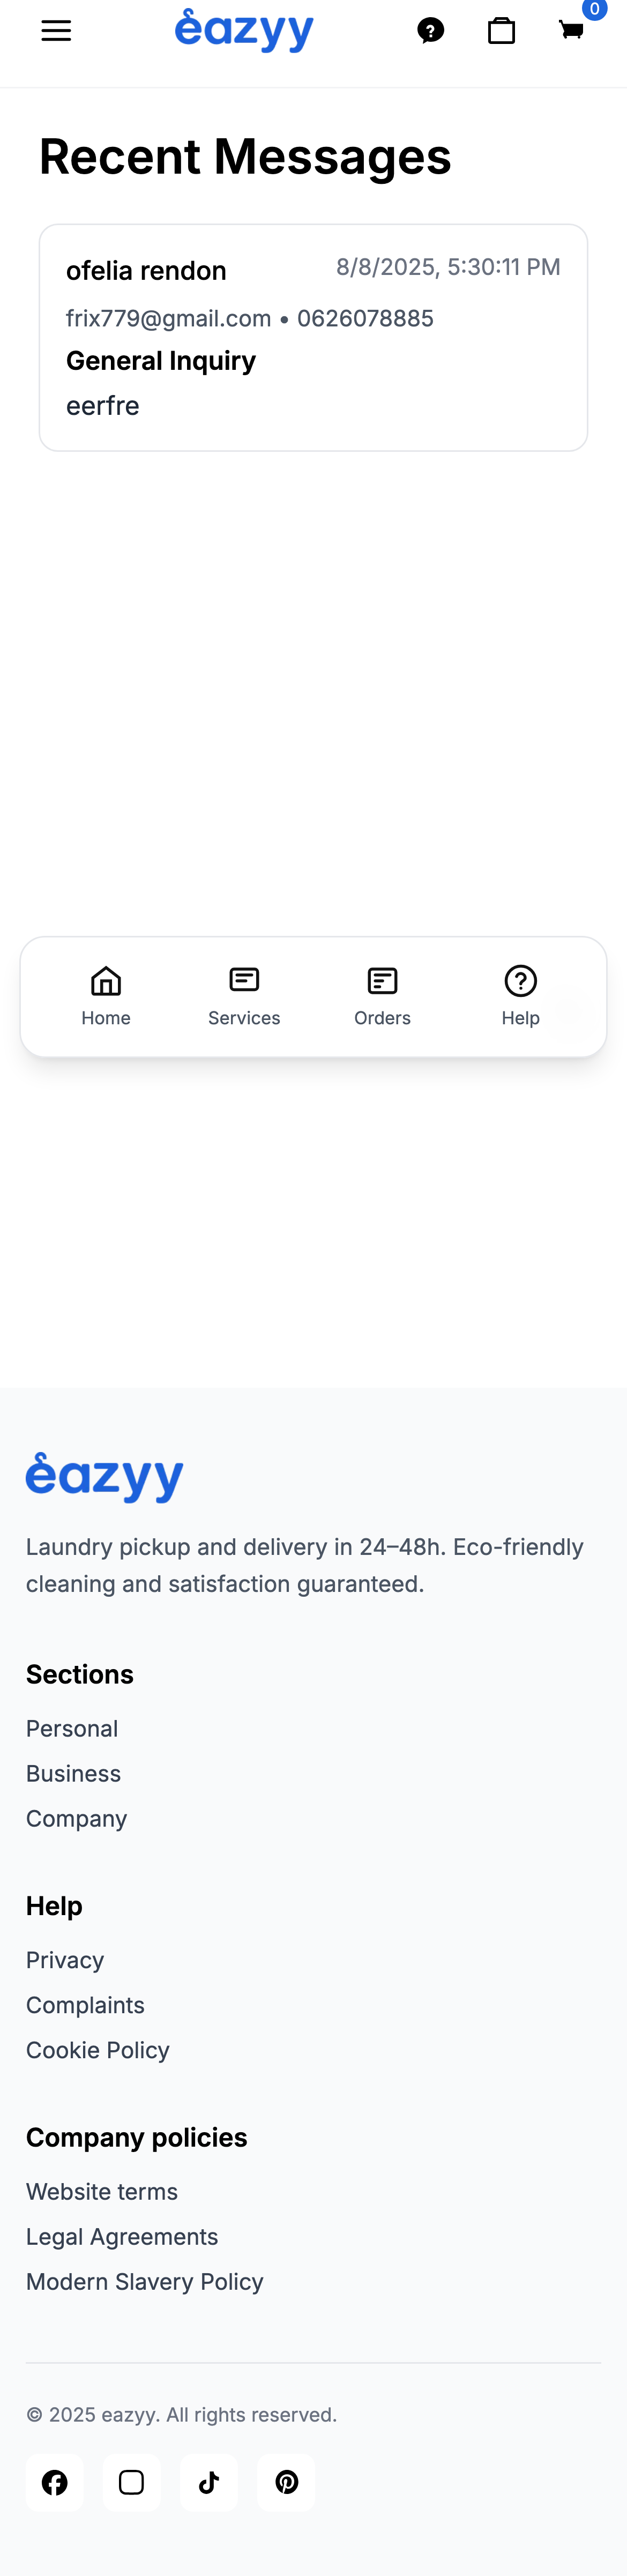 èazyy
0
Recent Messages
ofelia rendon
8/8/2025, 5:30:11 PM
frix779@gmail.com • 0626078885
General Inquiry
eerfre
Home
Services
Orders
Help
èazyy
Laundry pickup and delivery in 24–48h. Eco-friendly
cleaning and satisfaction guaranteed.
Sections
Personal
Business
Company
Help
Privacy
Complaints
Cookie Policy
Company policies
Website terms
Legal Agreements
Modern Slavery Policy
© 2025 eazyy. All rights reserved.